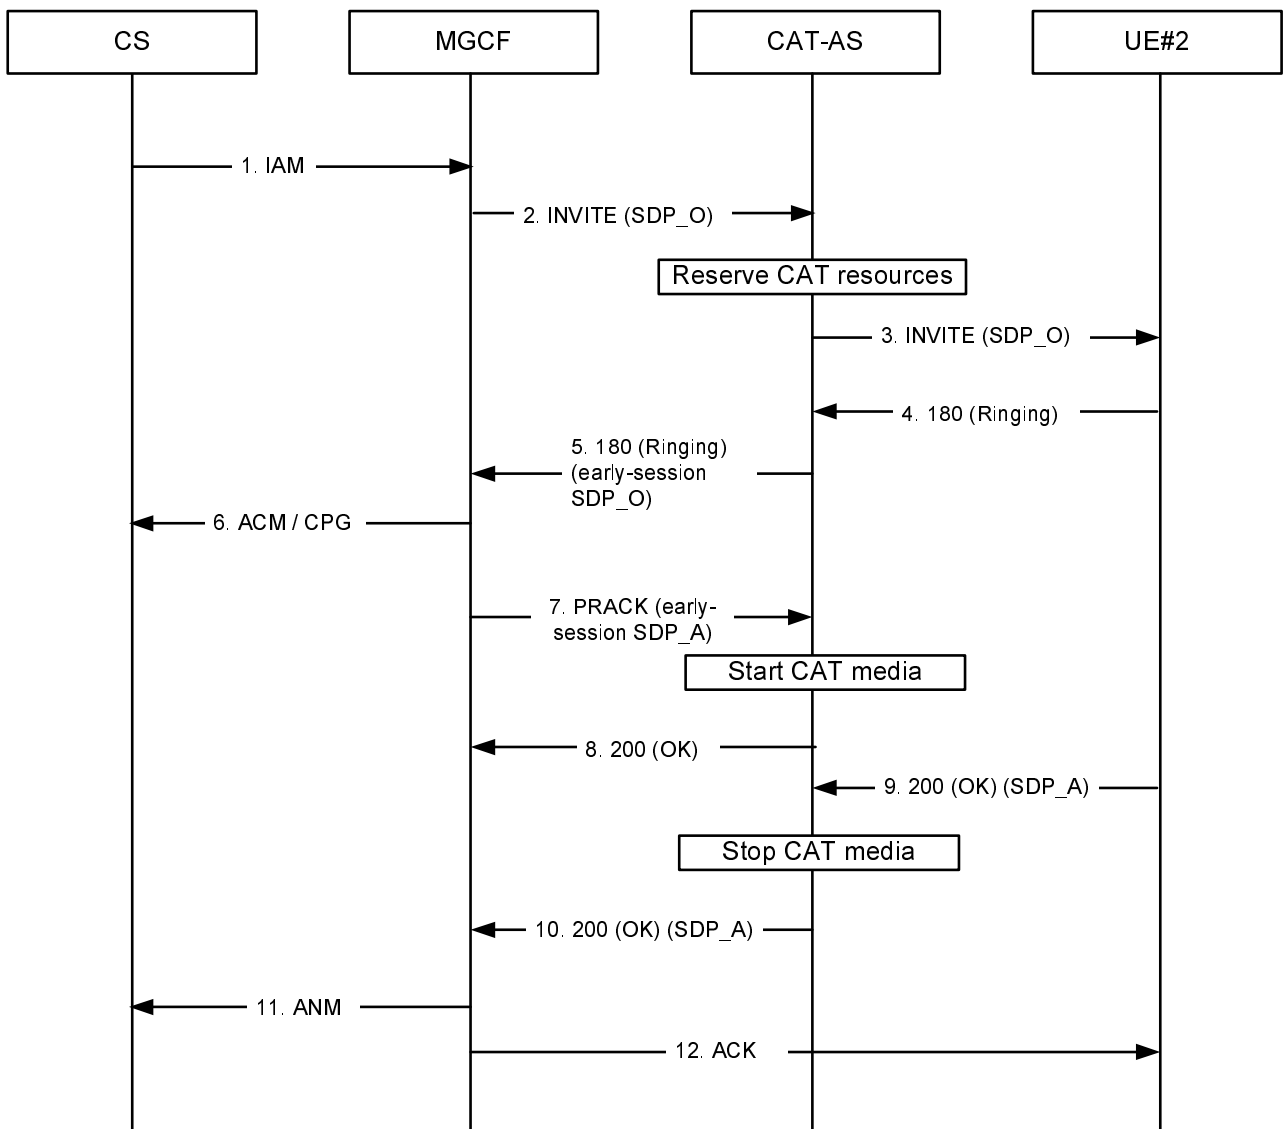 CS
MGCF
CAT-AS
UE#2
1. IAM
2. INVITE (SDP_O)
Reserve CAT resources
3. INVITE (SDP_O)
4. 180 (Ringing)
5. 180 (Ringing)
(early-session
SDP_O)
6. ACM / CPG
7. PRACK (early-
session SDP_A)
Start CAT media
8. 200 (OK)
9. 200 (OK) (SDP_A)
Stop CAT media
10. 200 (OK) (SDP_A)
11. ANM
12. ACK